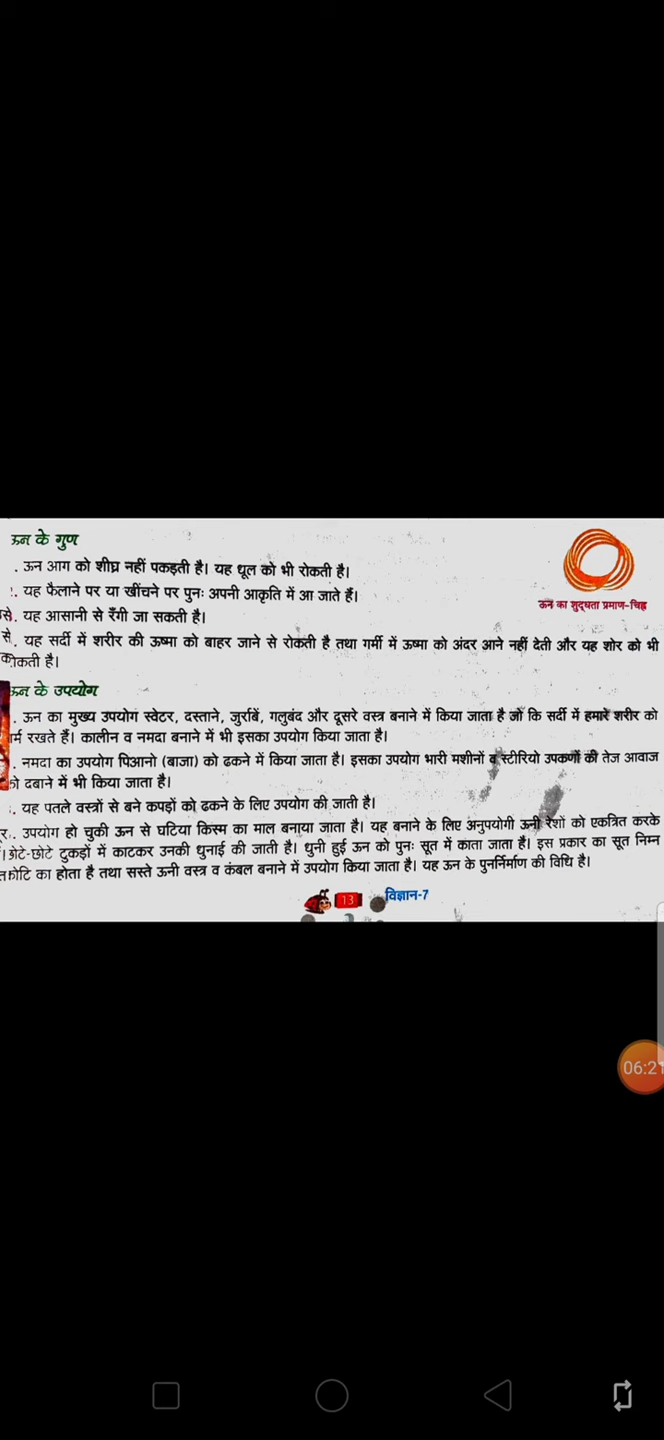 ऊन के गुण
. ऊन आग को शीघ्र नहीं पकड़ती है। यह धूल को भी रोकती है।
. यह फैलाने पर या खींचने पर पुनः अपनी आकृति में आ जाते हैं।
ऊन का शुद्धता प्रमाण-चिह्न
. यह आसानी से रँगी जा सकती है।
से. यह सर्दी में शरीर की ऊष्मा को बाहर जाने से रोकती है तथा गर्मी में ऊष्मा को अंदर आने नहीं देती और यह शोर को भी
ोकती है।
ऊन के उपयोग
. ऊन का मुख्य उपयोग स्वेटर, दस्ताने, जुर्राबें, गलुबंद और दूसरे वस्त्र बनाने में किया जाता है जो कि सर्दी में हमारे शरीर को
र्म रखते हैं। कालीन व नमदा बनाने में भी इसका उपयोग किया जाता है।
. नमदा का उपयोग पिआनो (बाजा) को ढकने में किया जाता है। इसका उपयोग भारी मशीनों व स्टीरियो उपकर्णों की तेज आवाज
ो दबाने में भी किया जाता है।
. यह पतले वस्त्रों से बने कपड़ों को ढकने के लिए उपयोग की जाती है।
. उपयोग हो चुकी ऊन से घटिया किस्म का माल बनाया जाता है। यह बनाने के लिए अनुपयोगी ऊनी रेशों को एकत्रित करके
ोटे-छोटे टुकड़ों में काटकर उनकी धुनाई की जाती है। धुनी हुई ऊन को पुनः सूत में काता जाता है। इस प्रकार का सूत निम्न
ोटि का होता है तथा सस्ते ऊनी वस्त्र व कंबल बनाने में उपयोग किया जाता है। यह ऊन के पुनर्निर्माण की विधि है।
13 विज्ञान-7
06:21